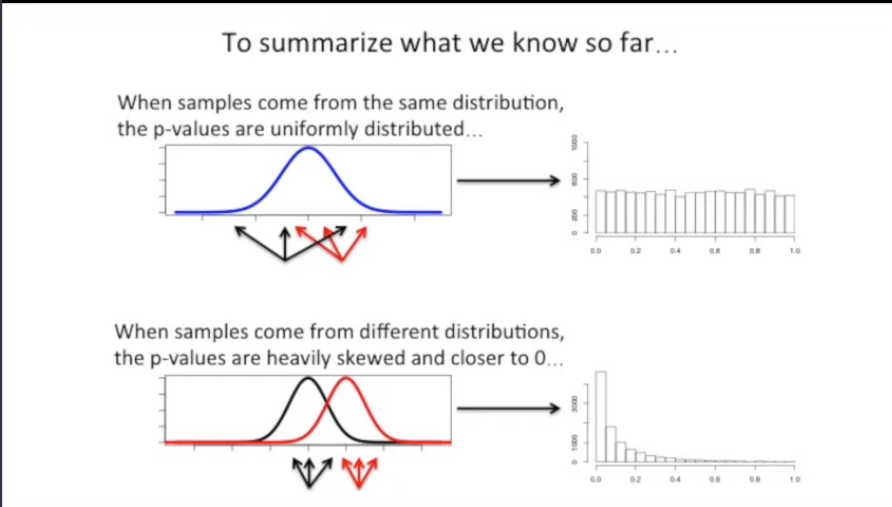 To summarize what we know so far...
When samples come from the same distribution,
the p-values are uniformly distributed...
1000
600
200
0
0.0 0.2 0.4 0.6 0.8 1.0
When samples come from different distributions,
the p-values are heavily skewed and closer to 0...
3000
1000
0
0.0 0.2 0.4 0.6 0.8 1.0